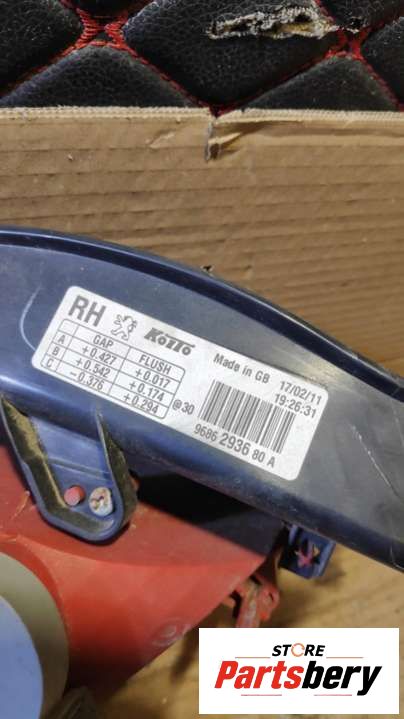 RH KOITO
GAP FLUSH
A +0.427 +0.017
B +0.542 +0.174
C -0.376 +0.294
@30
Made in GB
17/02/11
19:26:31
9686 2936 80 A
STORE
Partsbery